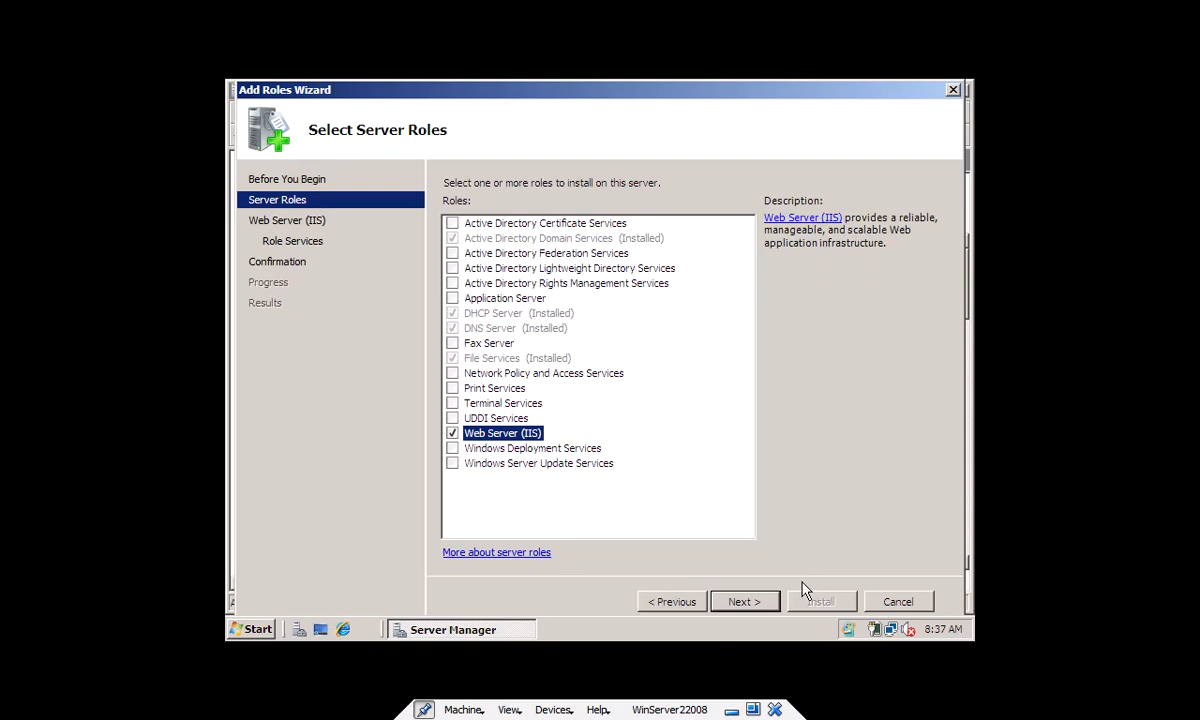 Add Roles Wizard
Select Server Roles
Before You Begin
Server Roles
Web Server (IIS)
Role Services
Confirmation
Progress
Results
Select one or more roles to install on this server.
Roles:
Active Directory Certificate Services
Active Directory Domain Services (Installed)
Active Directory Federation Services
Active Directory Lightweight Directory Services
Active Directory Rights Management Services
Application Server
DHCP Server (Installed)
DNS Server (Installed)
Fax Server
File Services (Installed)
Network Policy and Access Services
Print Services
Terminal Services
UDDI Services
Web Server (IIS)
Windows Deployment Services
Windows Server Update Services
More about server roles
Description:
Web Server (IIS) provides a reliable,
manageable, and scalable Web
application infrastructure.
< Previous
Next >
Install
Cancel
Start
Server Manager
8:37 AM
Machine
View
Devices
Help
WinServer22008